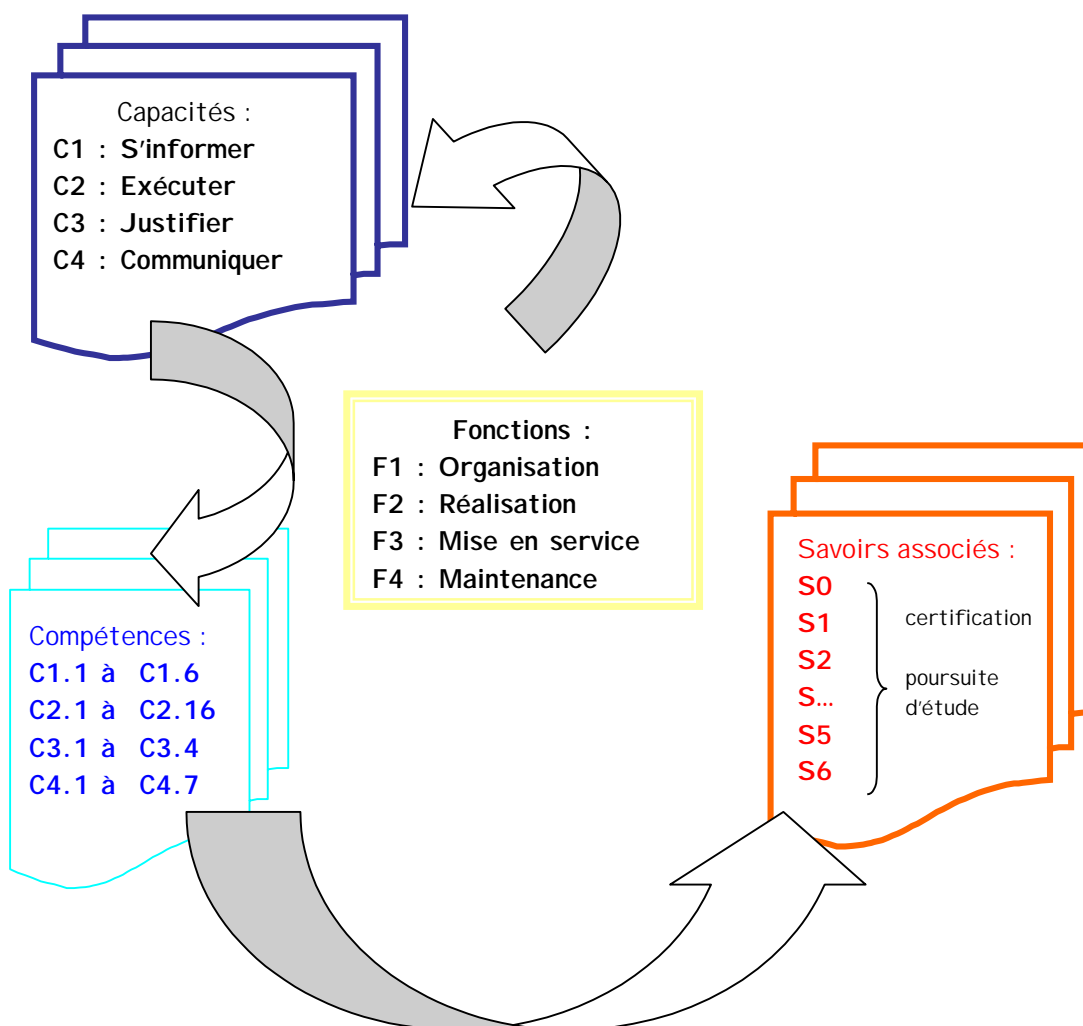 Capacités :
C1 : S'informer
C2 : Exécuter
C3 : Justifier
C4 : Communiquer
Fonctions :
F1 : Organisation
F2 : Réalisation
F3 : Mise en service
F4 : Maintenance
Compétences :
C1.1 à C1.6
C2.1 à C2.16
C3.1 à C3.4
C4.1 à C4.7
Savoirs associés :
S0
S1
S2
S...
S5
S6
certification
poursuite
d'étude